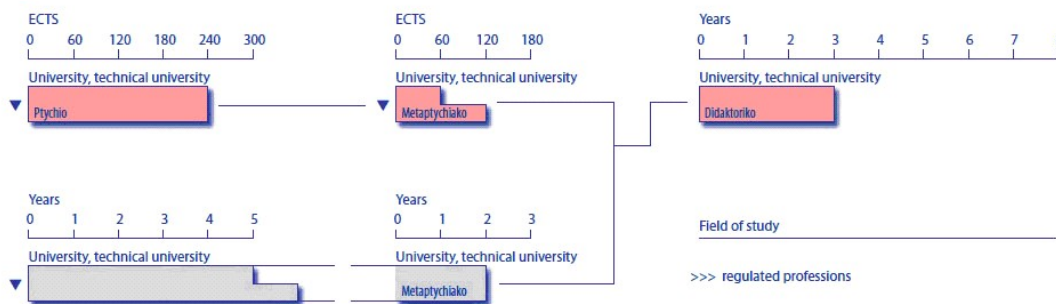 ECTS
0 60 120 180 240 300
University, technical university
Ptychio
ECTS
0 60 120 180
University, technical university
Metaptychiako
Years
0 1 2 3 4 5 6 7
University, technical university
Didaktoriko
Years
0 1 2 3 4 5
University, technical university
Years
0 1 2 3
University, technical university
Metaptychiako
Field of study
>>> regulated professions